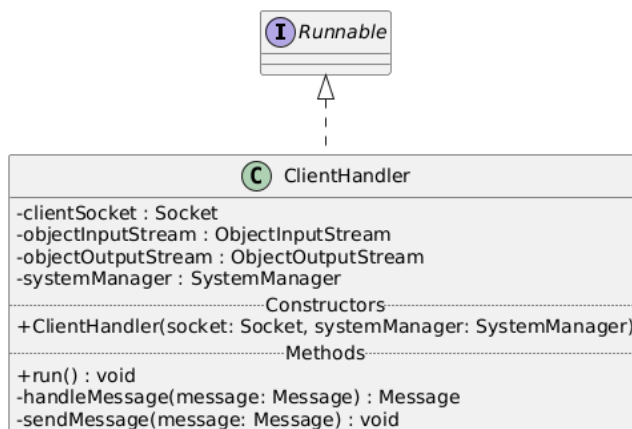 I Runnable
C ClientHandler
-clientSocket : Socket
-objectInputStream : ObjectInputStream
-objectOutputStream : ObjectOutputStream
-systemManager : SystemManager
Constructors
+ClientHandler(socket: Socket, systemManager: SystemManager)
Methods
+run() : void
-handleMessage(message: Message) : Message
-sendMessage(message: Message) : void